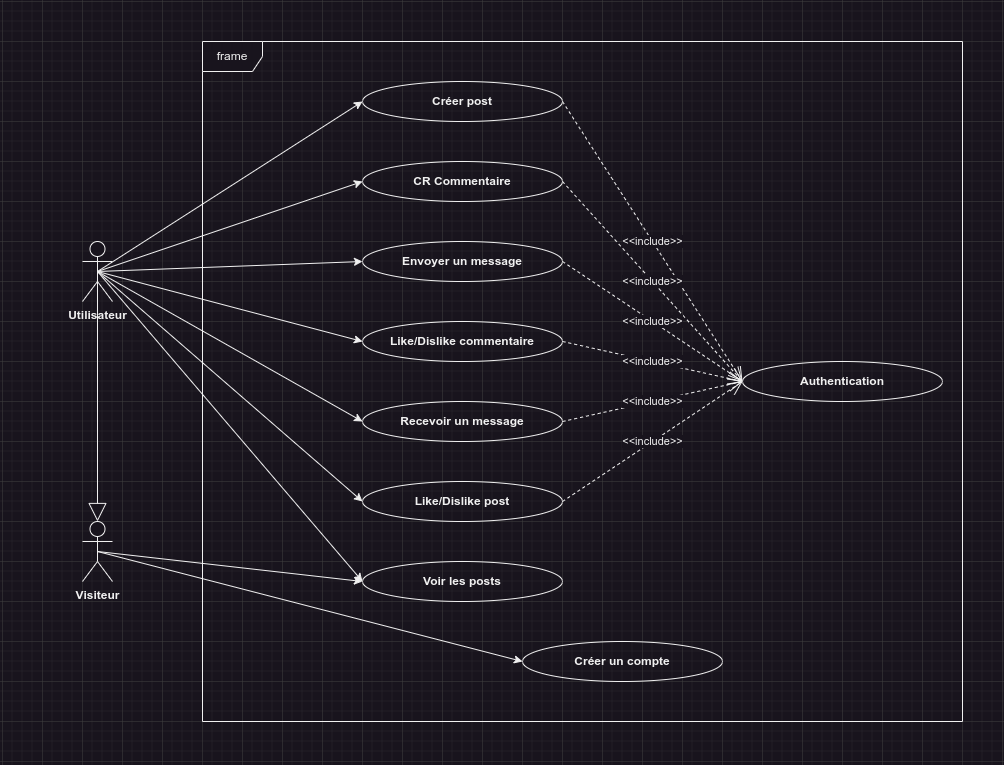 frame
Créer post
CR Commentaire
<<include>>
Envoyer un message
<<include>>
Utilisateur
<<include>>
Like/Dislike commentaire
<<include>>
Authentication
<<include>>
Recevoir un message
<<include>>
Like/Dislike post
Voir les posts
Visiteur
Créer un compte